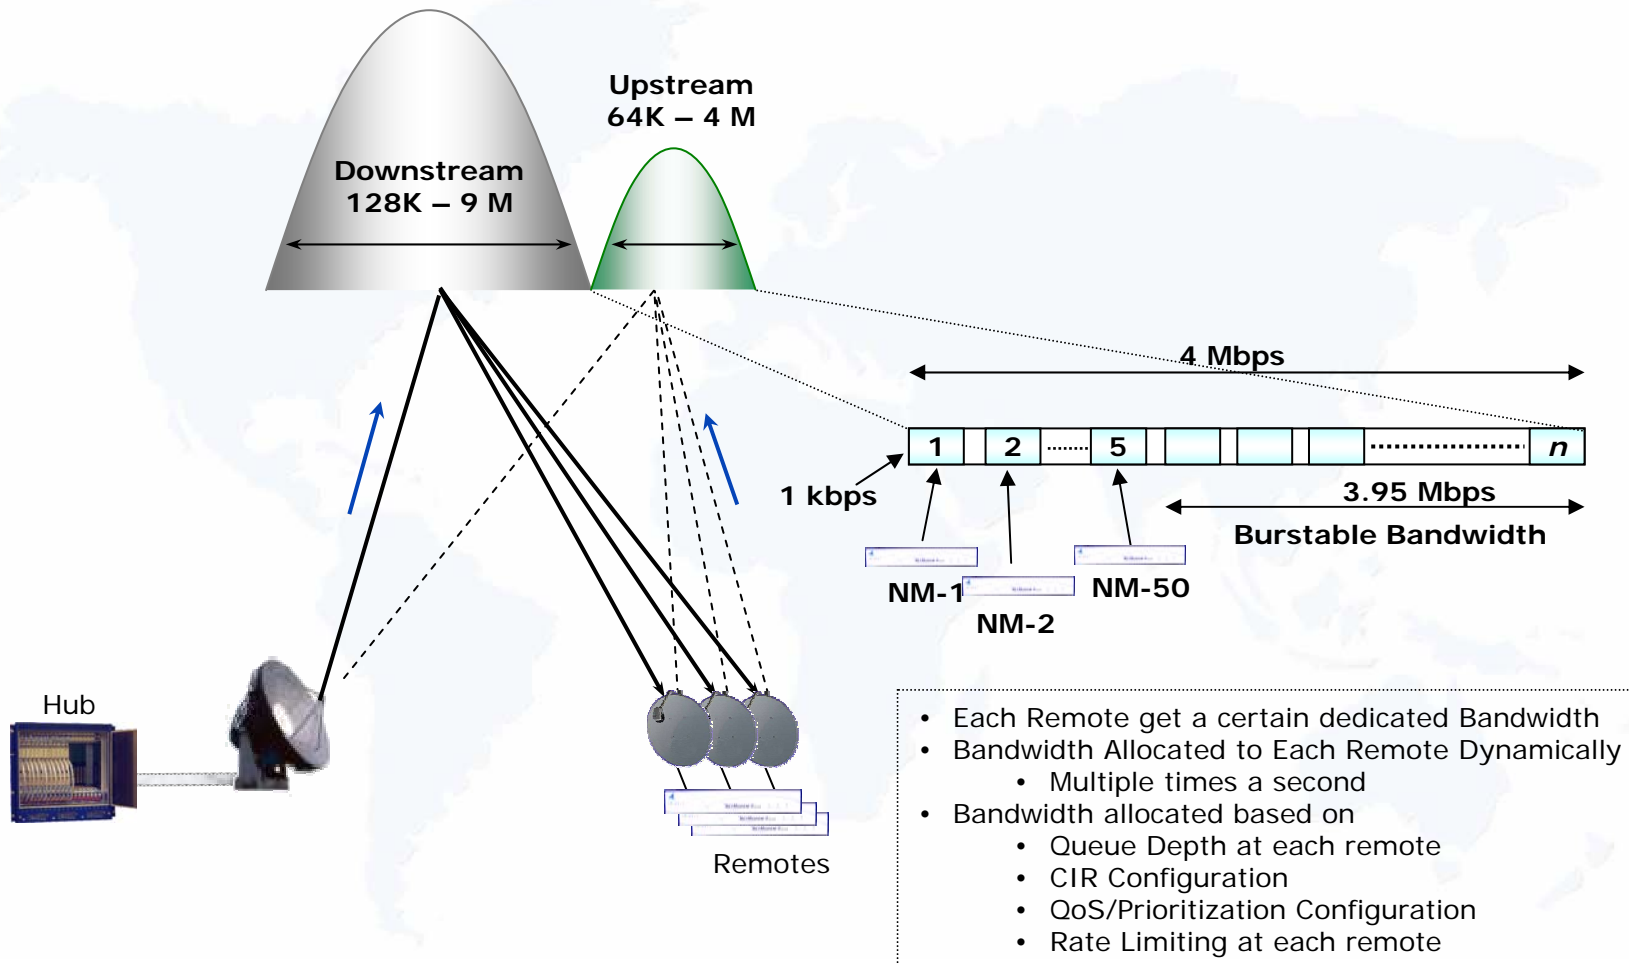 Upstream
64K – 4 M
Downstream
128K – 9 M
4 Mbps
1
2
5
n
1 kbps
3.95 Mbps
Burstable Bandwidth
NM-1
NM-2
NM-50
Hub
Remotes
• Each Remote get a certain dedicated Bandwidth
• Bandwidth Allocated to Each Remote Dynamically
• Multiple times a second
• Bandwidth allocated based on
• Queue Depth at each remote
• CIR Configuration
• QoS/Prioritization Configuration
• Rate Limiting at each remote